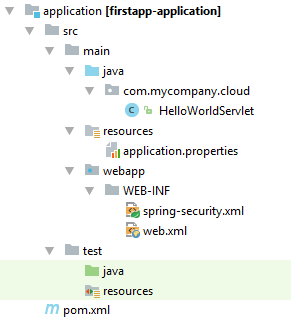 application [firstapp-application]
src
main
java
com.mycompany.cloud
HelloWorldServlet
resources
application.properties
webapp
WEB-INF
spring-security.xml
web.xml
test
java
resources
pom.xml